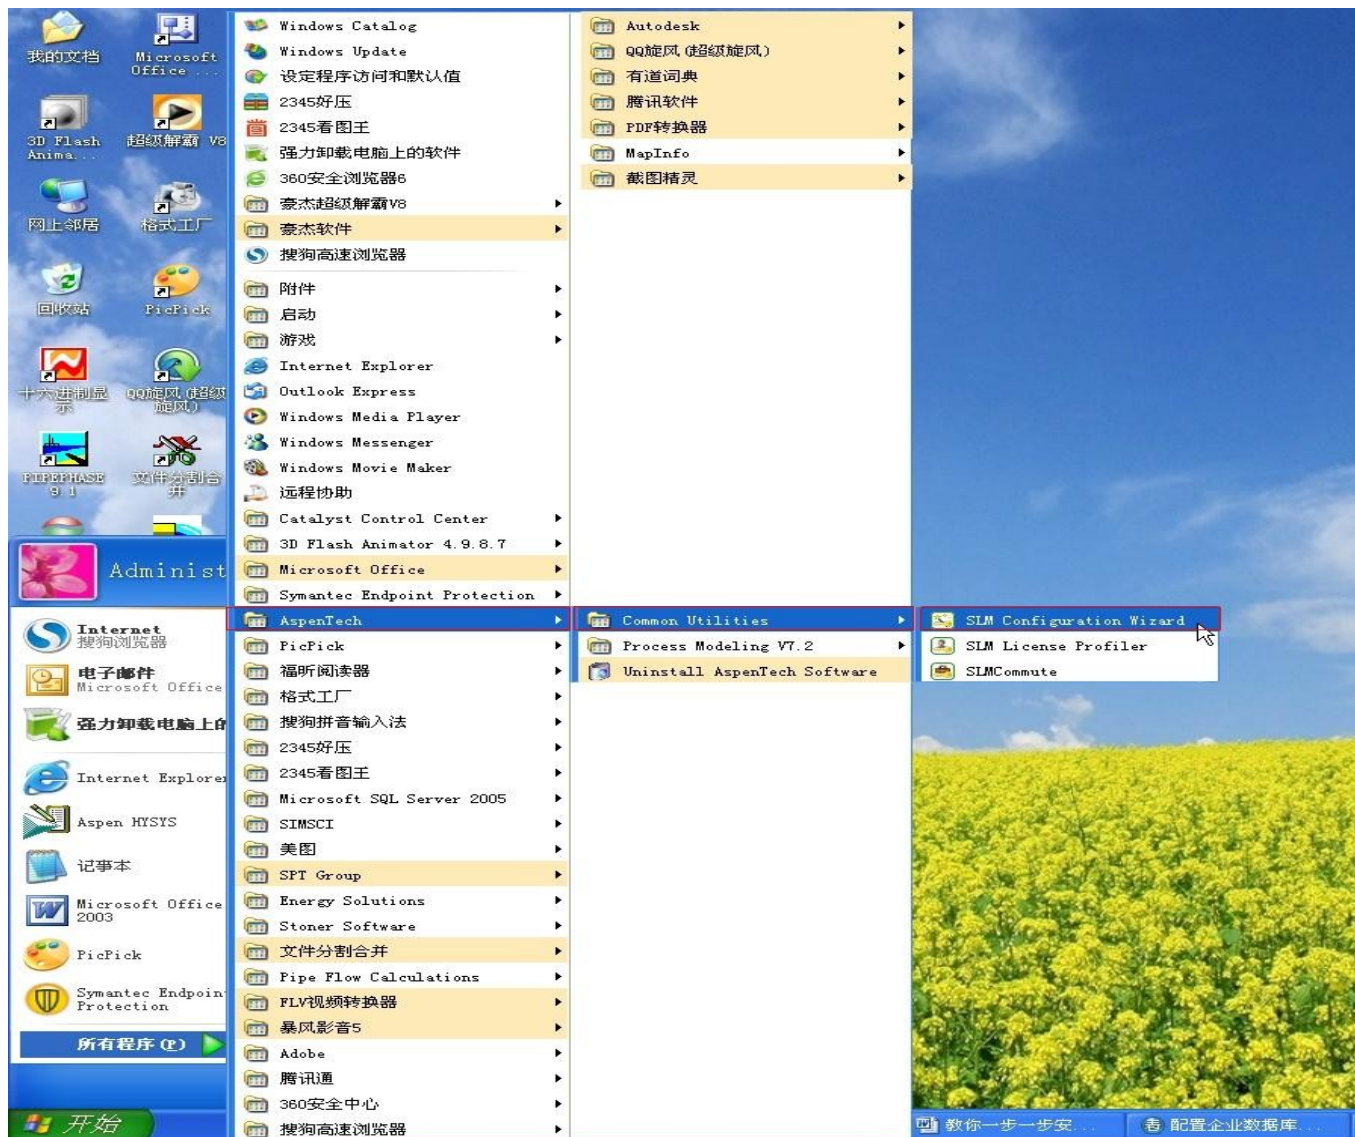 我的文档
Microsoft
Office ...
3D Flash
Anima...
超级解霸 V8
网上邻居
格式工厂
回收站
PicPick
十六进制显
示
QQ旋风(超级
旋风)
PIPEPHASE
9.1
文件分割合
并
Administ
Internet
搜狗浏览器
电子邮件
Microsoft Office
强力卸载电脑上的
Internet Explorer
Aspen HYSYS
记事本
Microsoft Office
2003
PicPick
Symantec Endpoin
Protection
所有程序(P)
开始
Windows Catalog
Windows Update
设定程序访问和默认值
2345好压
2345看图王
强力卸载电脑上的软件
360安全浏览器6
豪杰超级解霸V8
豪杰软件
搜狗高速浏览器
附件
启动
游戏
Internet Explorer
Outlook Express
Windows Media Player
Windows Messenger
Windows Movie Maker
远程协助
Catalyst Control Center
3D Flash Animator 4.9.8.7
Microsoft Office
Symantec Endpoint Protection
AspenTech
PicPick
福昕阅读器
格式工厂
搜狗拼音输入法
2345好压
2345看图王
Microsoft SQL Server 2005
SIMSCI
美图
SPT Group
Energy Solutions
Stoner Software
文件分割合并
Pipe Flow Calculations
FLV视频转换器
暴风影音5
Adobe
腾讯通
360安全中心
搜狗高速浏览器
Autodesk
QQ旋风(超级旋风)
有道词典
腾讯软件
PDF转换器
MapInfo
截图精灵
Common Utilities
Process Modeling V7.2
Uninstall AspenTech Software
SLM Configuration Wizard
SLM License Profiler
SLMCommute
教你一步一步安...
配置企业数据库...